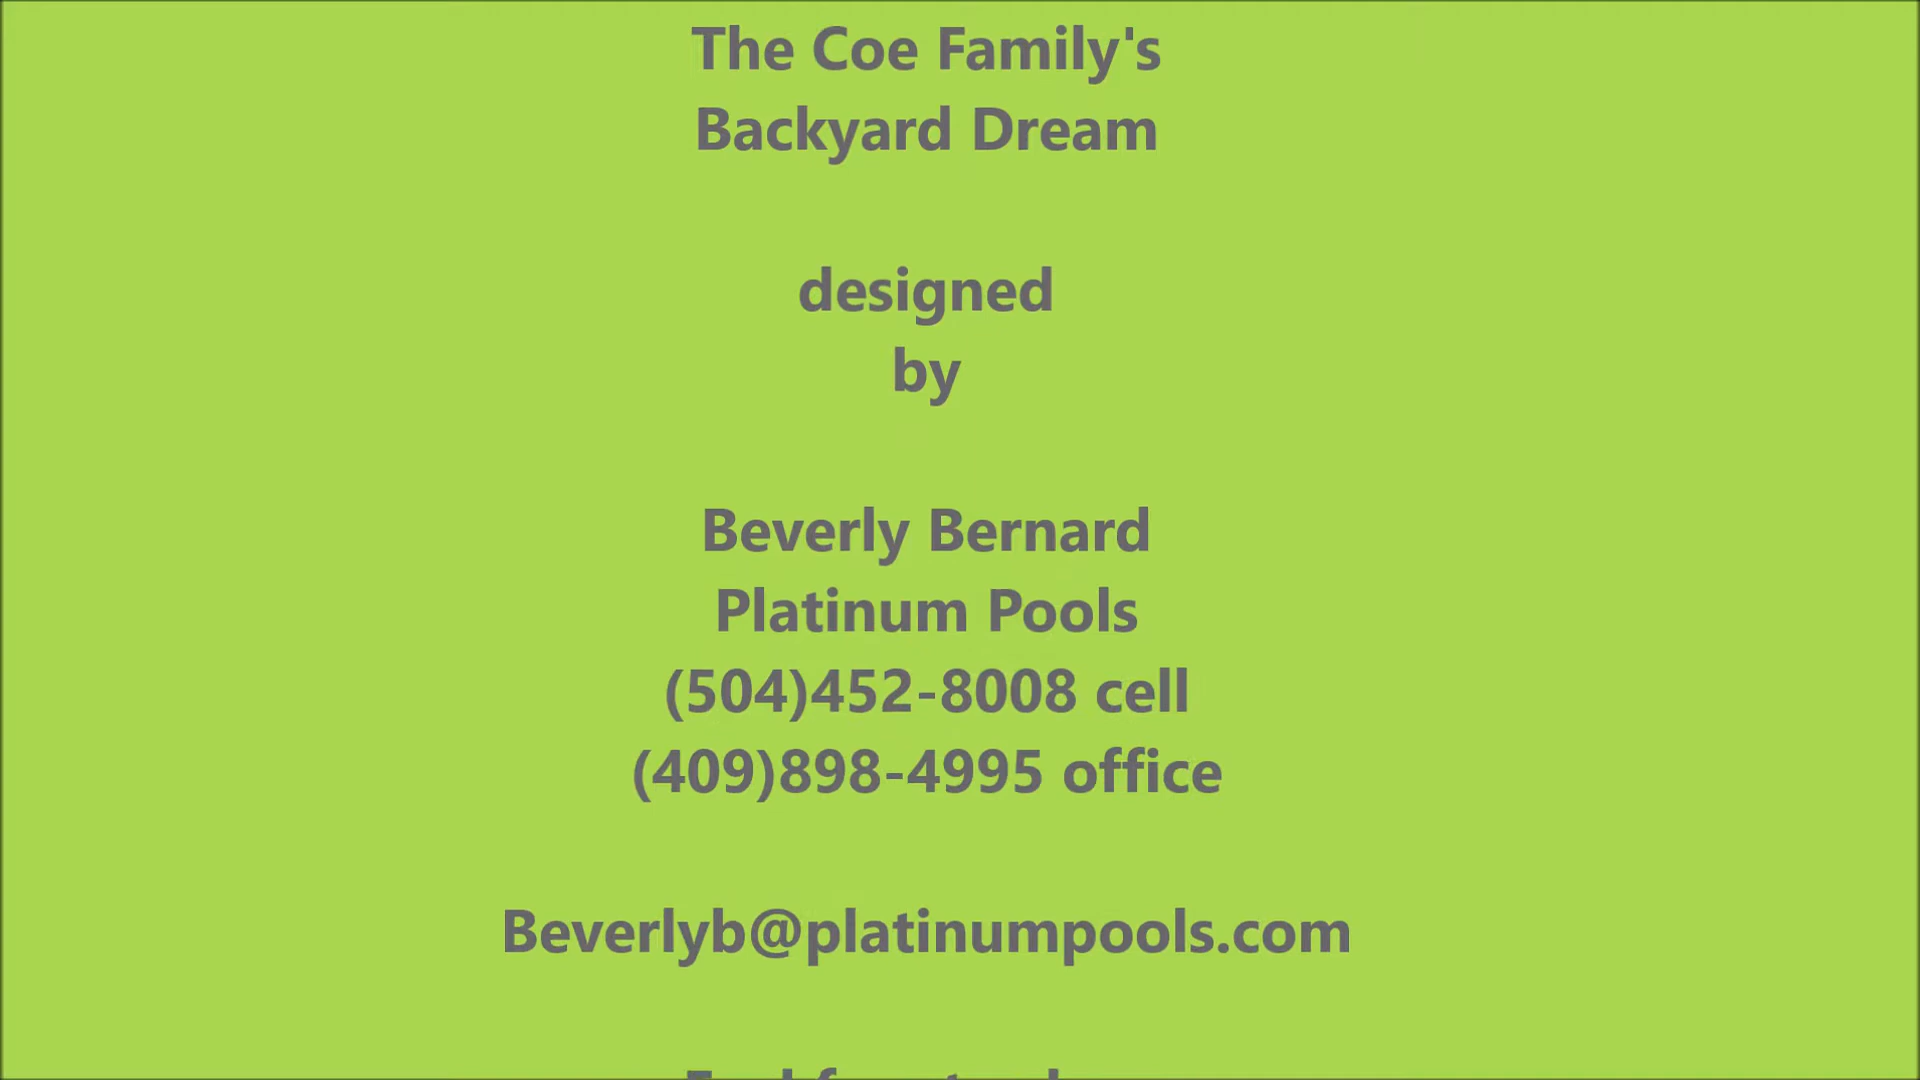 The Coe Family's
Backyard Dream
designed
by
Beverly Bernard
Platinum Pools
(504)452-8008 cell
(409)898-4995 office
Beverlyb@platinumpools.com